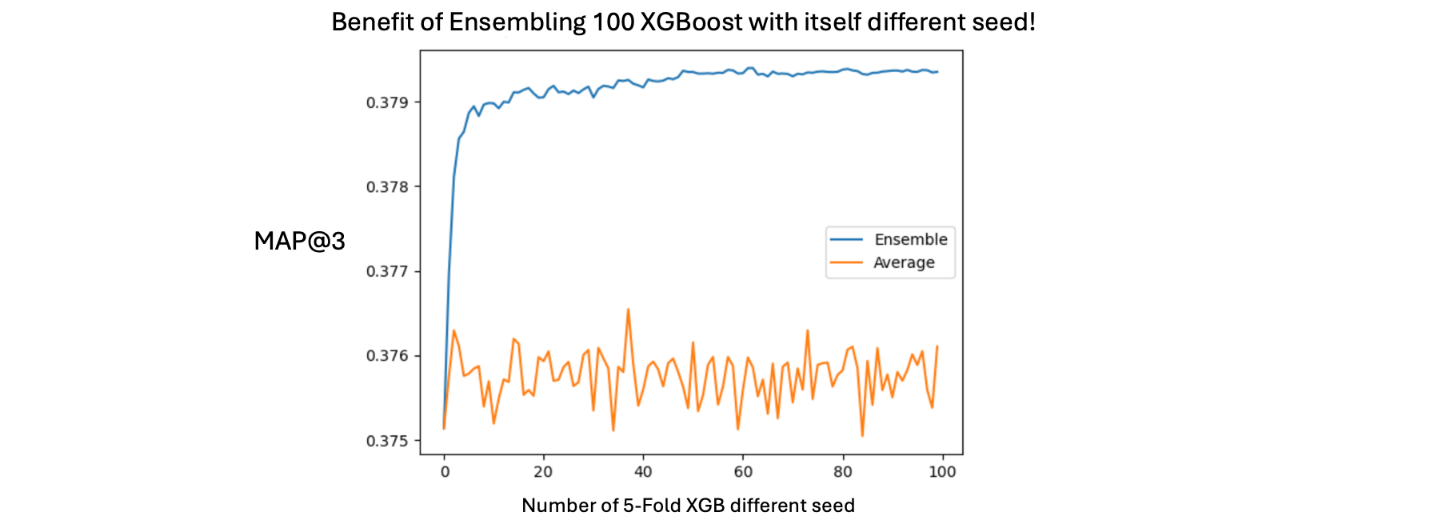 Benefit of Ensembling 100 XGBoost with itself different seed!
0.379
0.378
MAP@3
0.377
0.376
0.375
Ensemble
Average
0 20 40 60 80 100
Number of 5-Fold XGB different seed